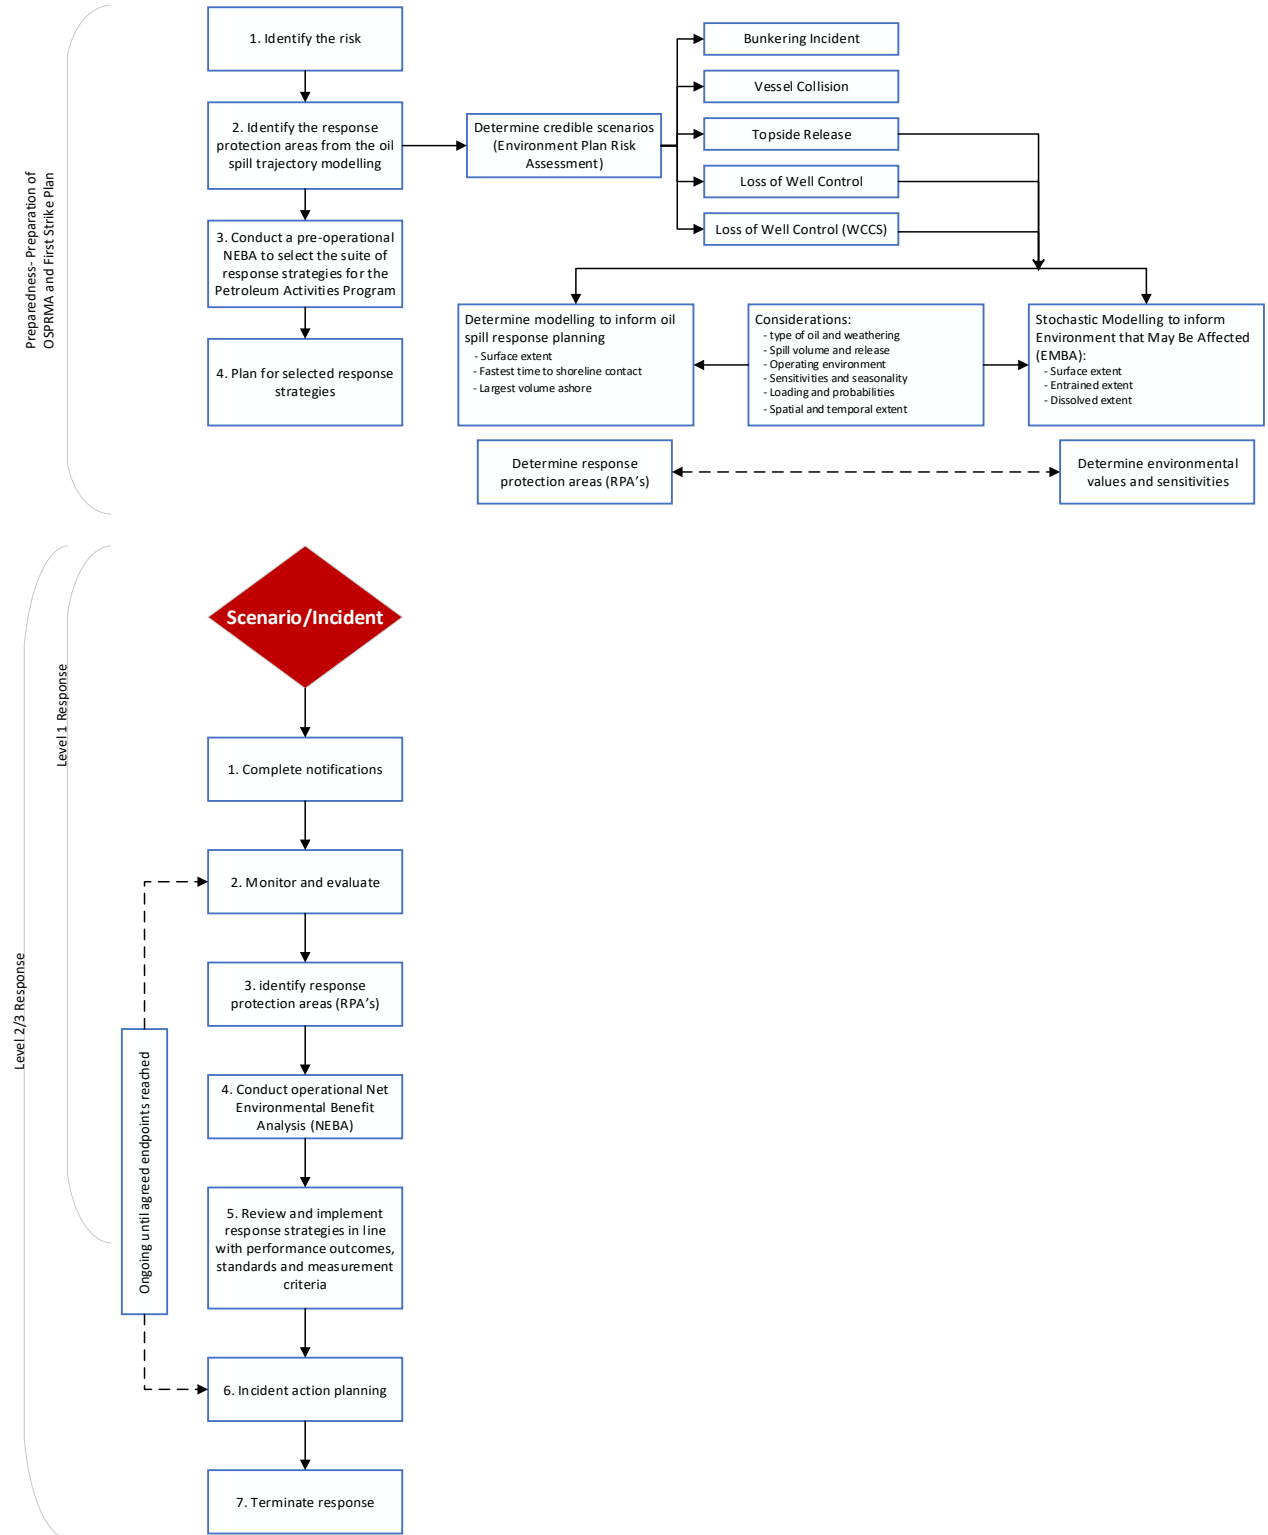 Preparedness- Preparation of
OSPRMA and First Strike Plan
1. Identify the risk
2. Identify the response
protection areas from the oil
spill trajectory modelling
3. Conduct a pre-operational
NEBA to select the suite of
response strategies for the
Petroleum Activities Program
4. Plan for selected response
strategies
Determine credible scenarios
(Environment Plan Risk
Assessment)
Bunkering Incident
Vessel Collision
Topside Release
Loss of Well Control
Loss of Well Control (WCCS)
Determine modelling to inform oil
spill response planning
- Surface extent
- Fastest time to shoreline contact
- Largest volume ashore
Considerations:
- type of oil and weathering
- Spill volume and release
- Operating environment
- Sensitivities and seasonality
- Loading and probabilities
- Spatial and temporal extent
Stochastic Modelling to inform
Environment that May Be Affected
(EMBA):
- Surface extent
- Entrained extent
- Dissolved extent
Determine response
protection areas (RPA's)
Determine environmental
values and sensitivities
Level 2/3 Response
Level 1 Response
Scenario/Incident
1. Complete notifications
2. Monitor and evaluate
3. identify response
protection areas (RPA's)
4. Conduct operational Net
Environmental Benefit
Analysis (NEBA)
5. Review and implement
response strategies in line
with performance outcomes,
standards and measurement
criteria
Ongoing until agreed endpoints reached
6. Incident action planning
7. Terminate response